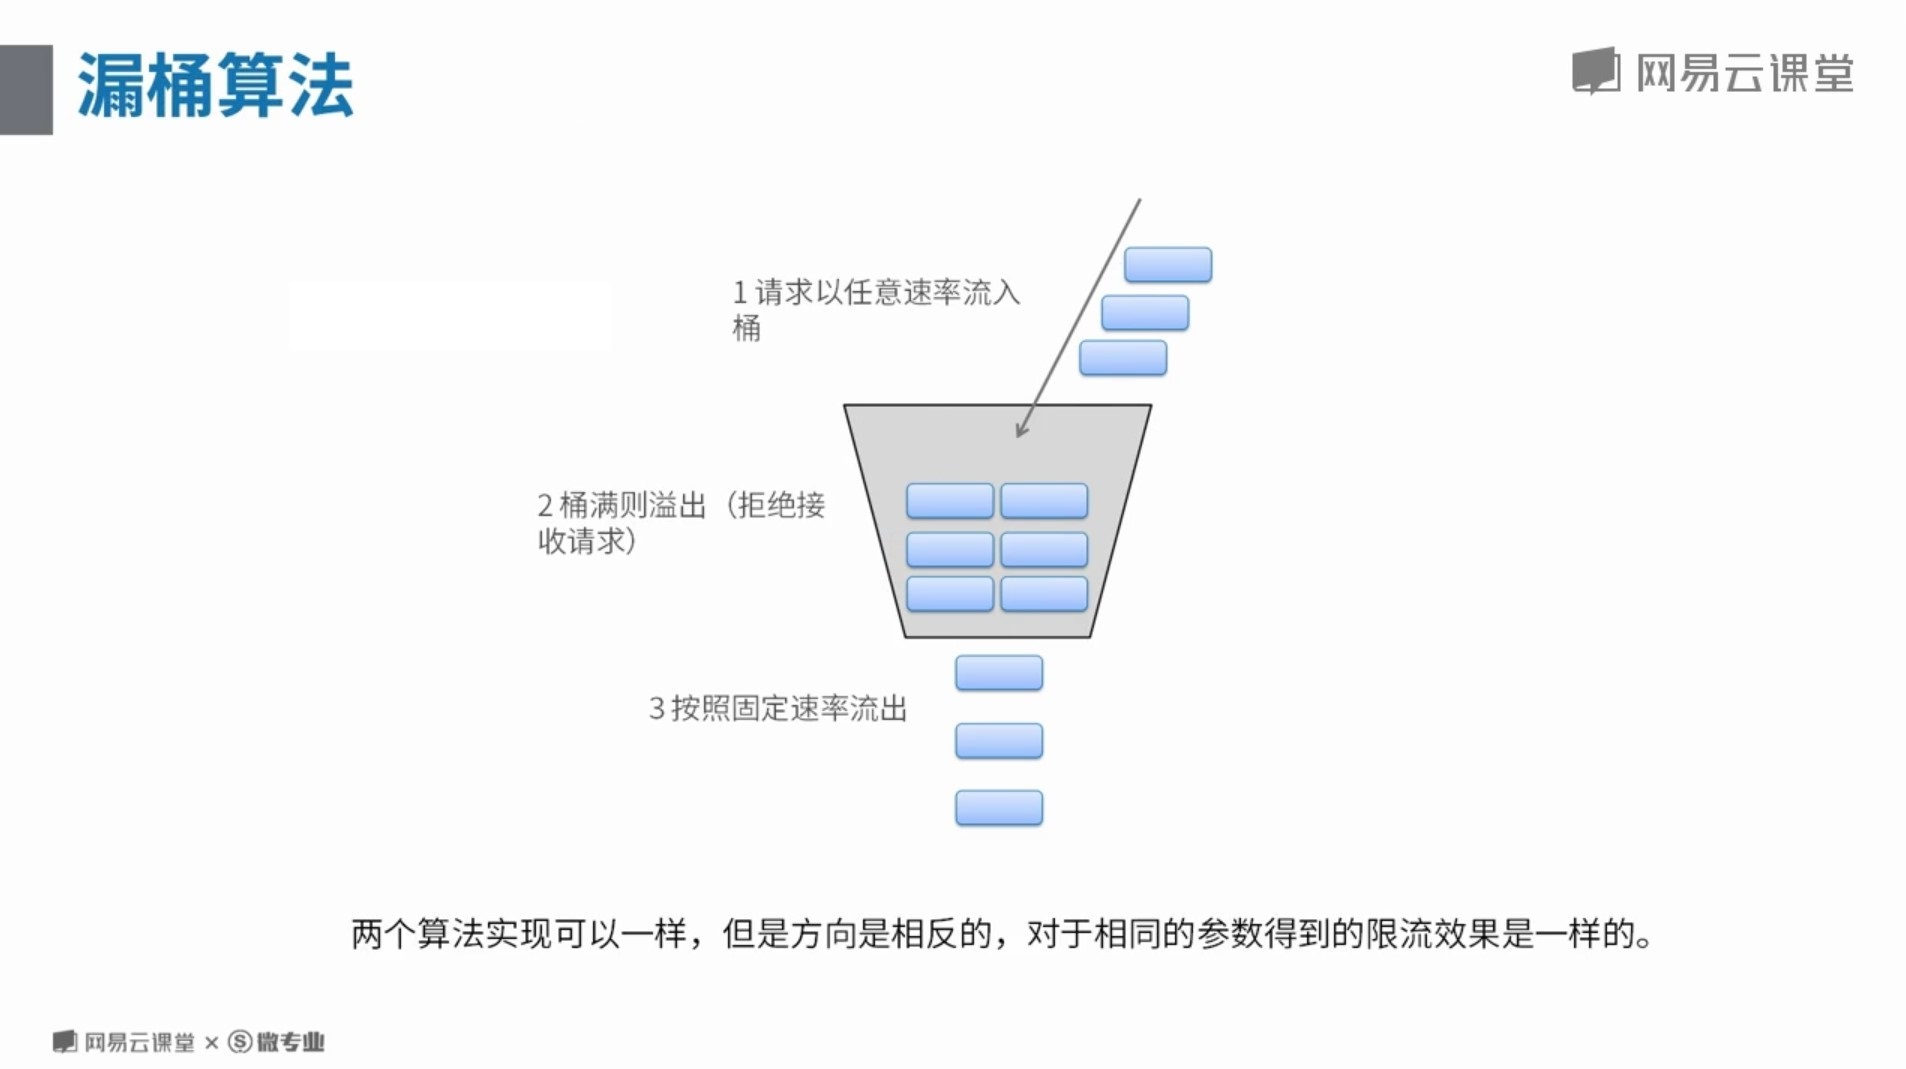 漏桶算法
网易云课堂
1 请求以任意速率流入
桶
2 桶满则溢出（拒绝接
收请求）
3 按照固定速率流出
两个算法实现可以一样，但是方向是相反的，对于相同的参数得到的限流效果是一样的。
网易云课堂 × S 微专业